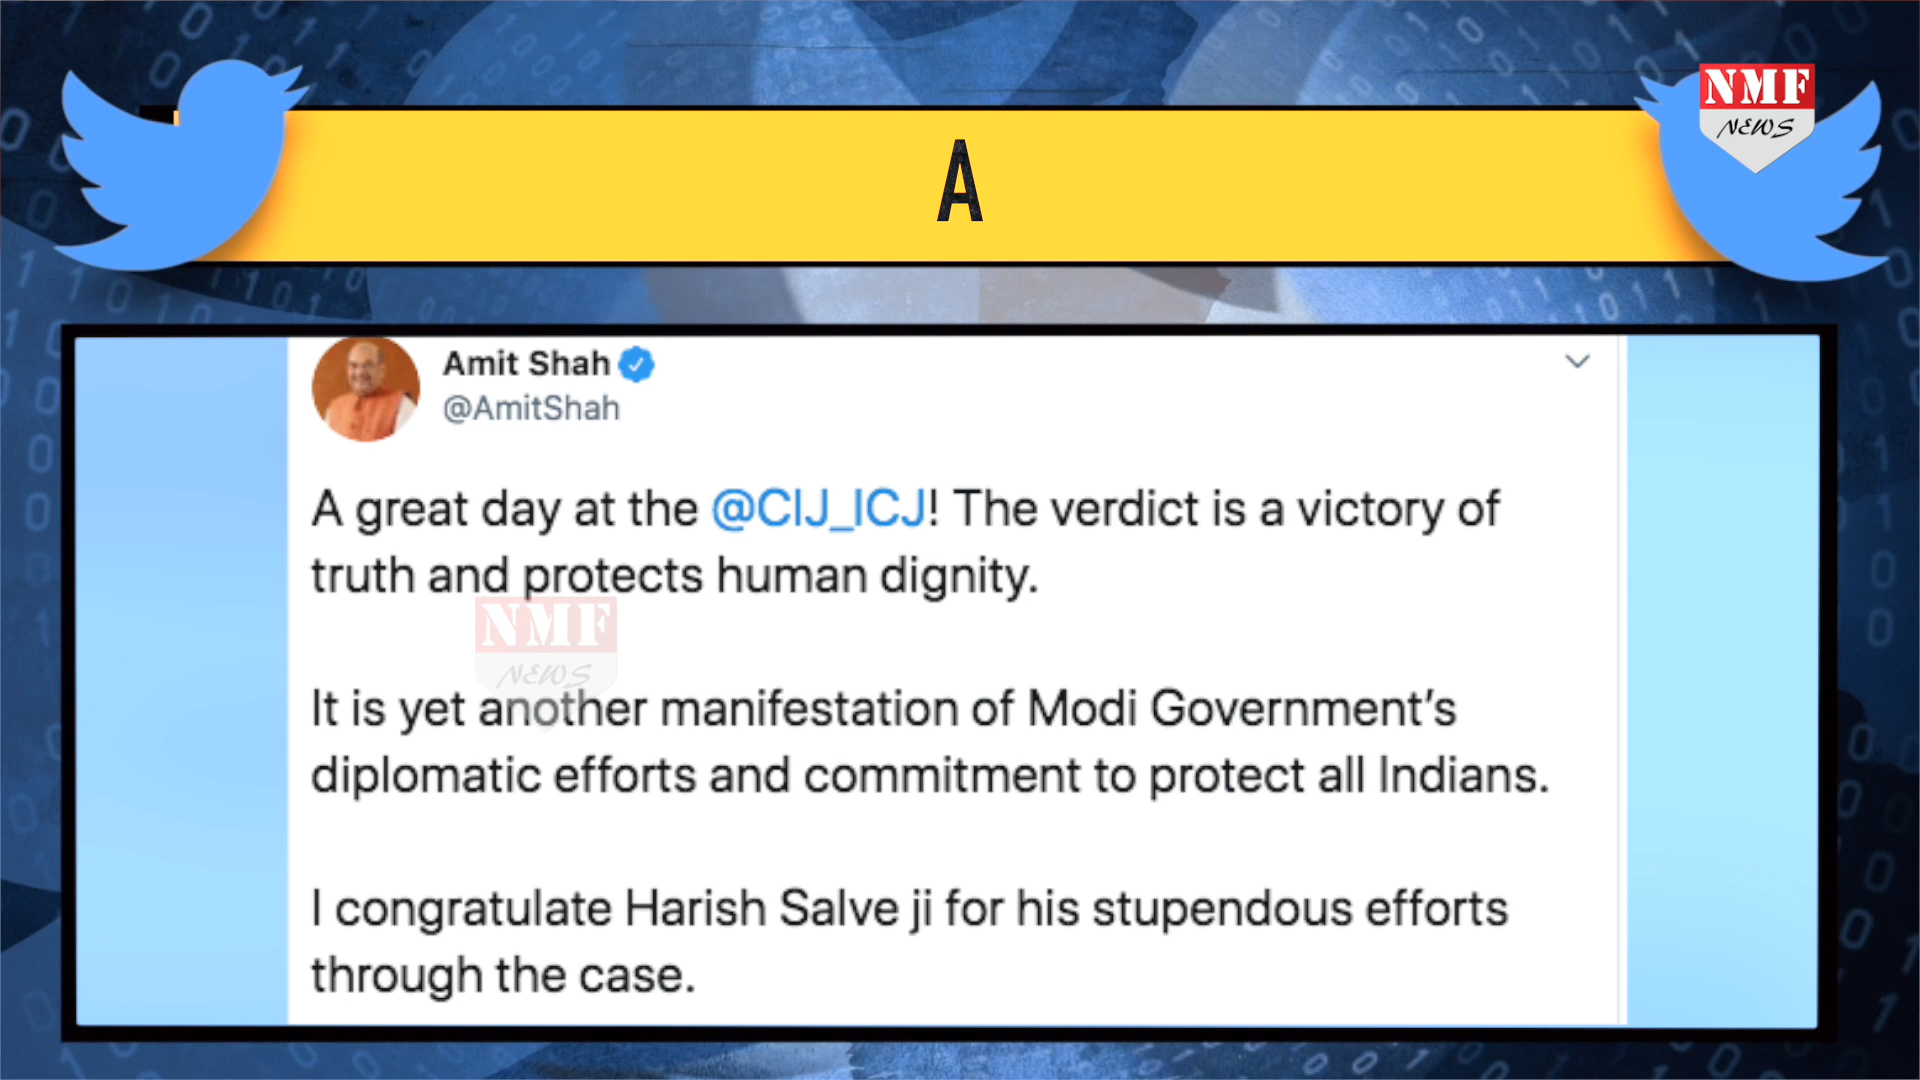 NMF
NEWS
A
Amit Shah
@AmitShah
A great day at the @CIJ_ICJ! The verdict is a victory of
truth and protects human dignity.
NMF
NEWS
It is yet another manifestation of Modi Government's
diplomatic efforts and commitment to protect all Indians.
I congratulate Harish Salve ji for his stupendous efforts
through the case.